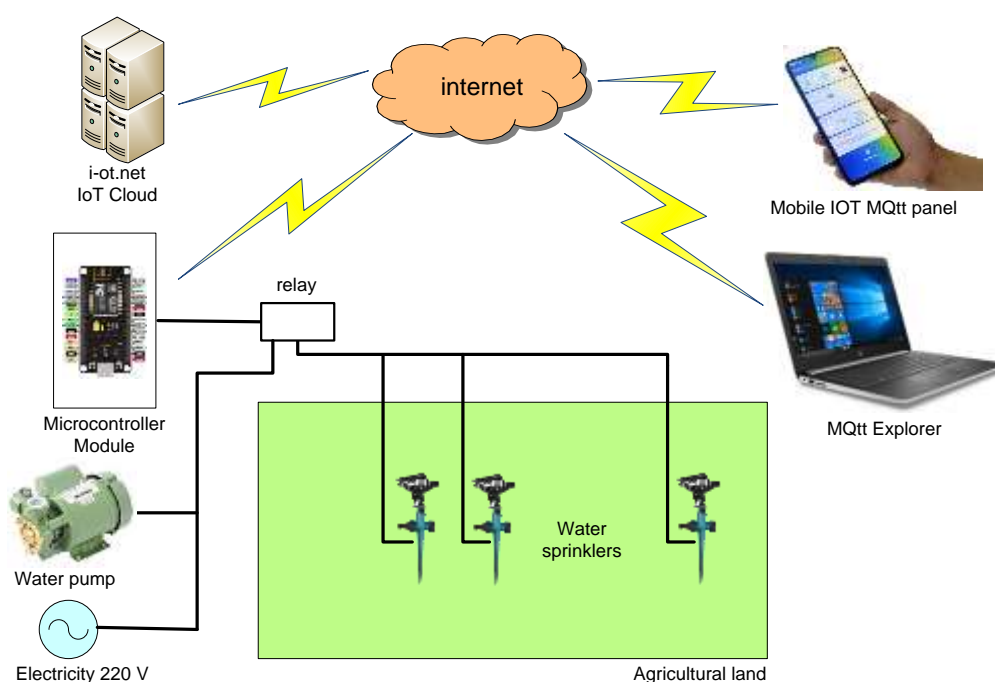 internet
i-ot.net
IoT Cloud
Mobile IOT MQtt panel
relay
Microcontroller
Module
MQtt Explorer
Water
sprinklers
Water pump
Electricity 220 V
Agricultural land